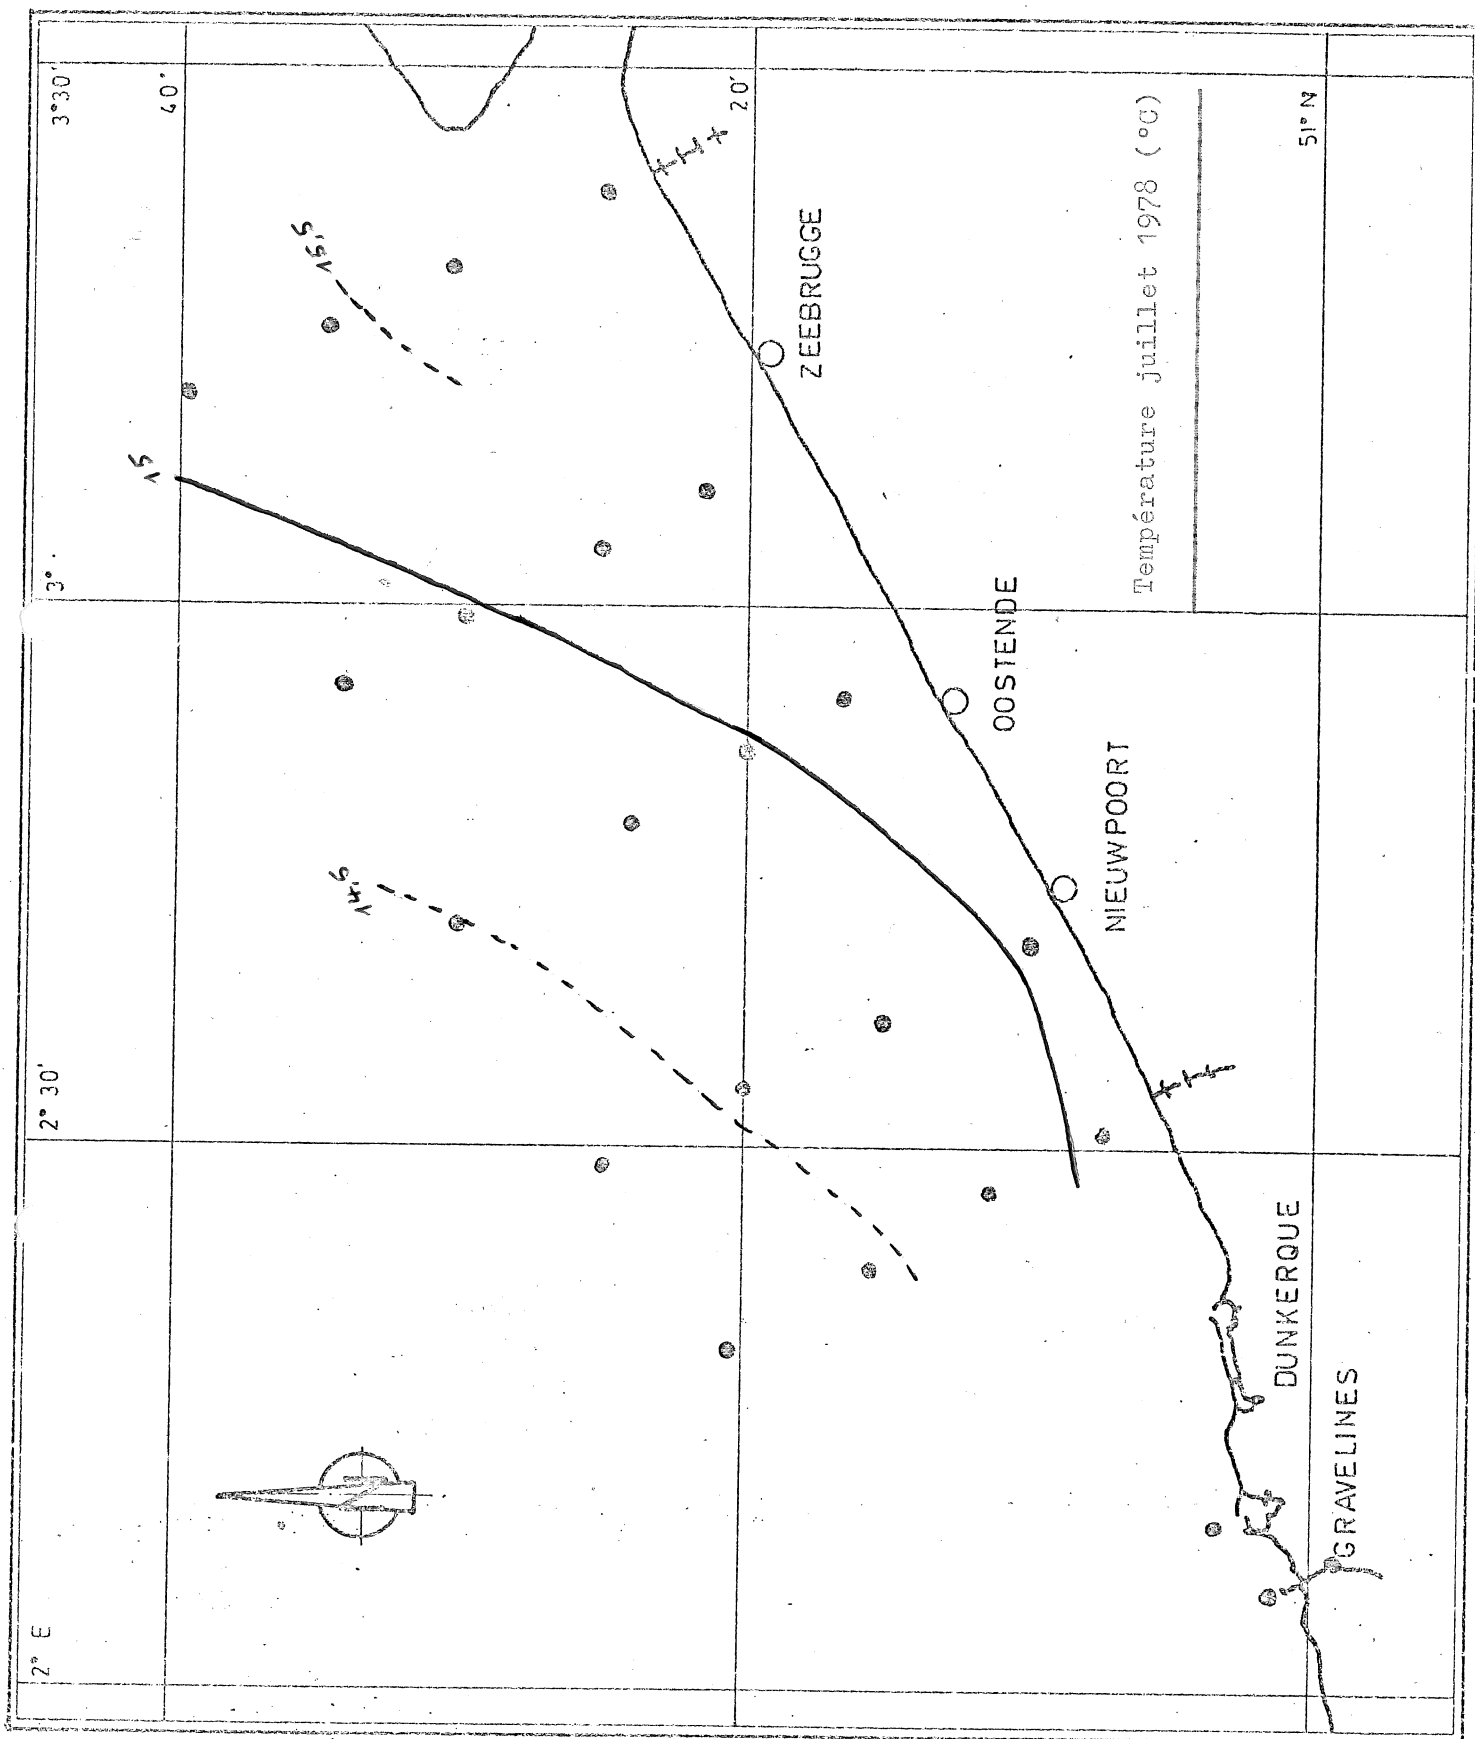 2° E
2° 30'
3°
3°30'
40'
20'
51° N
14,5
15
15,5
ZEEBRUGGE
OOSTENDE
NIEUWPOORT
DUNKERQUE
GRAVELINES
Température juillet 1978 (°C)